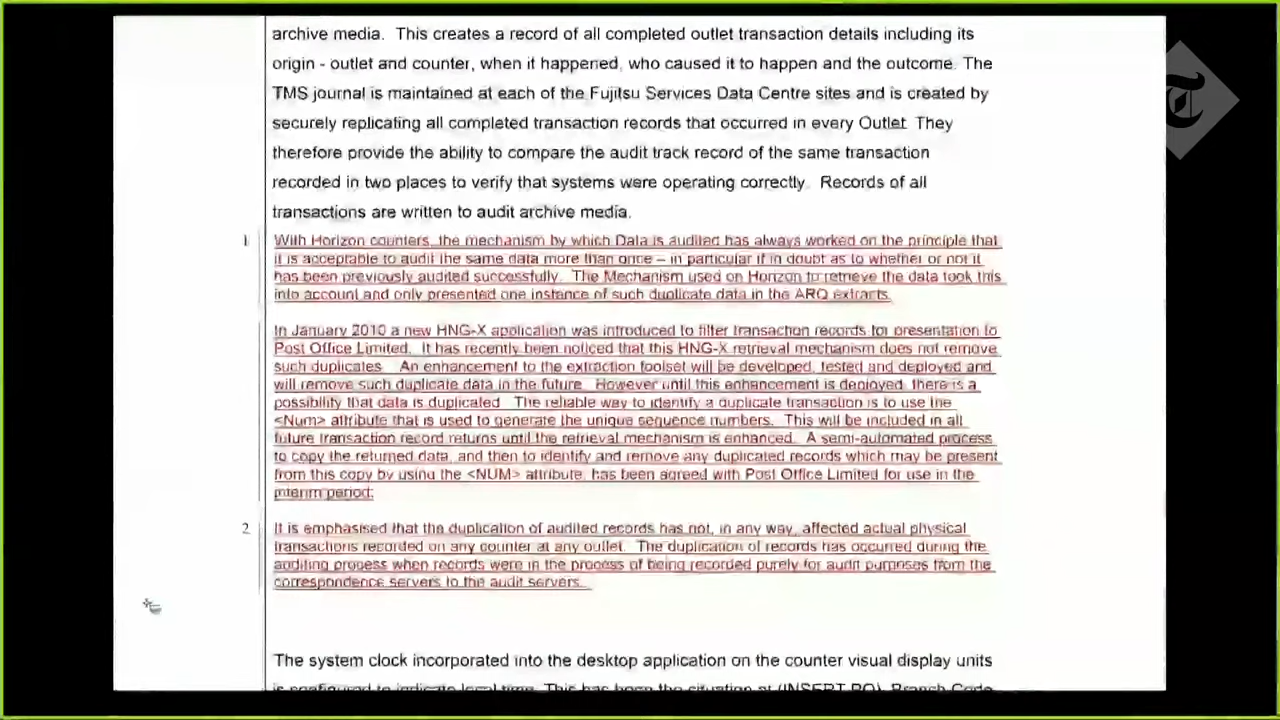 archive media. This creates a record of all completed outlet transaction details including its
origin - outlet and counter, when it happened, who caused it to happen and the outcome. The
TMS journal is maintained at each of the Fujitsu Services Data Centre sites and is created by
securely replicating all completed transaction records that occurred in every Outlet. They
therefore provide the ability to compare the audit track record of the same transaction
recorded in two places to verify that systems were operating correctly. Records of all
transactions are written to audit archive media.
1. With Horizon counters, the mechanism by which Data is audited has always worked on the principle that
it is acceptable to audit the same data more than once – in particular if in doubt as to whether or not it
has been previously audited successfully. The Mechanism used on Horizon to retrieve the data took this
into account and only presented one instance of such duplicate data in the ARQ extracts.
In January 2010 a new HNG-X application was introduced to filter transaction records for presentation to
Post Office Limited. It has recently been noticed that this HNG-X retrieval mechanism does not remove
such duplicates. An enhancement to the extraction toolset will be developed, tested and deployed and
will remove such duplicate data in the future. However until this enhancement is deployed, there is a
possibility that data is duplicated. The reliable way to identify a duplicate transaction is to use the
<Num> attribute that is used to generate the unique sequence numbers. This will be included in all
future transaction record returns until the retrieval mechanism is enhanced. A semi-automated process
to copy the returned data, and then to identify and remove any duplicated records which may be present
from this copy by using the <NUM> attribute, has been agreed with Post Office Limited for use in the
interim period.
2. It is emphasised that the duplication of audited records has not, in any way, affected actual physical
transactions recorded on any counter at any outlet. The duplication of records has occurred during the
auditing process when records were in the process of being recorded purely for audit purposes from the
correspondence servers to the audit servers.
The system clock incorporated into the desktop application on the counter visual display units
is configured to indicate local time. This has been the situation at (INSERT PO), Branch Code